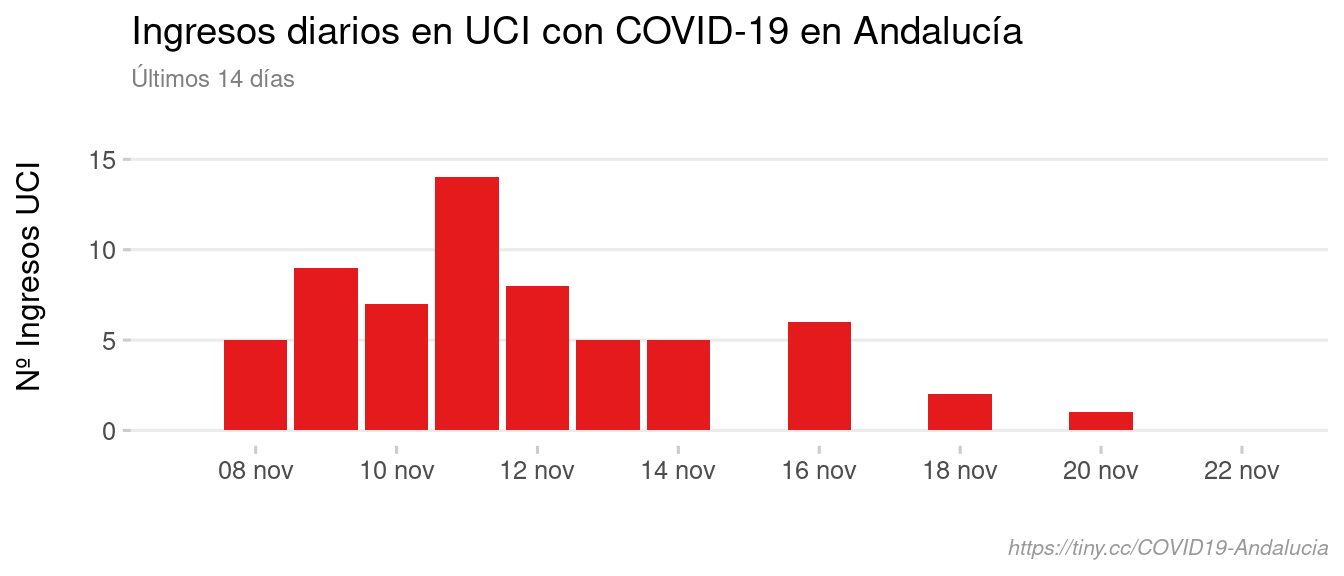 Ingresos diarios en UCI con COVID-19 en Andalucía
Últimos 14 días
Nº Ingresos UCI
15
10
5
0
08 nov 10 nov 12 nov 14 nov 16 nov 18 nov 20 nov 22 nov
https://tiny.cc/COVID19-Andalucia